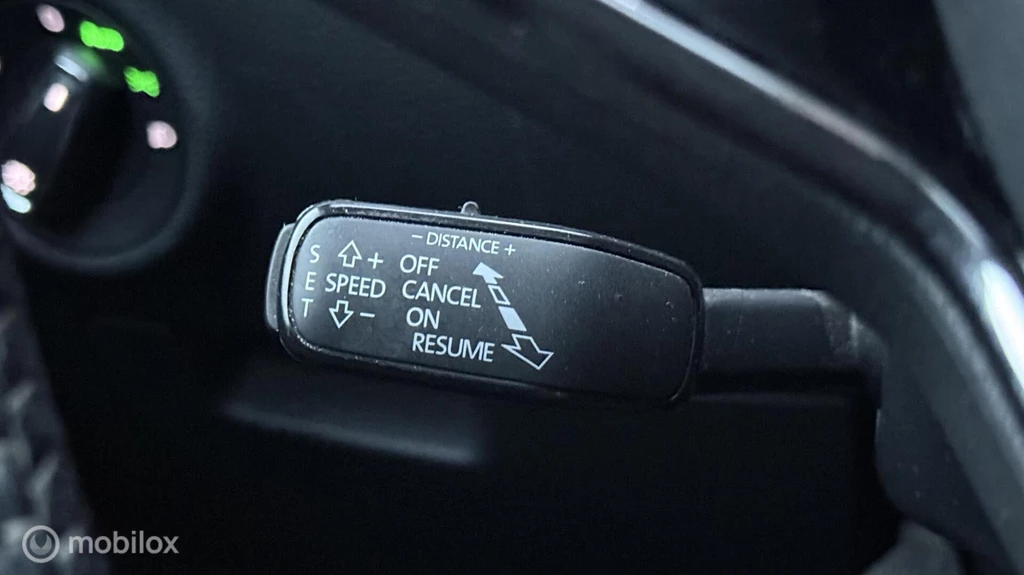 − DISTANCE +
S + OFF
E SPEED CANCEL
T − ON
RESUME
mobilox